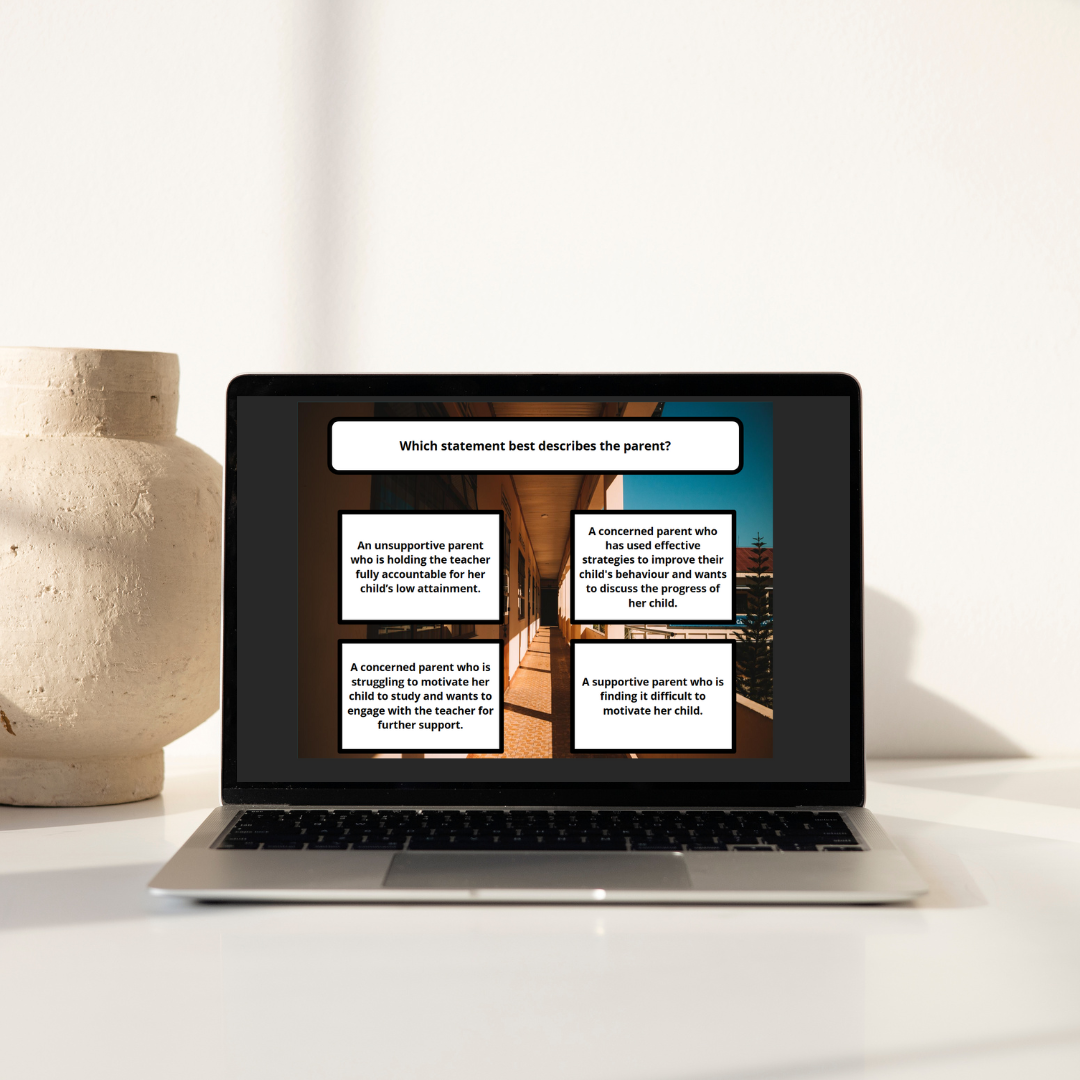 Which statement best describes the parent?
An unsupportive parent
who is holding the teacher
fully accountable for her
child's low attainment.
A concerned parent who
has used effective
strategies to improve their
child's behaviour and wants
to discuss the progress of
her child.
A concerned parent who is
struggling to motivate her
child to study and wants to
engage with the teacher for
further support.
A supportive parent who is
finding it difficult to
motivate her child.